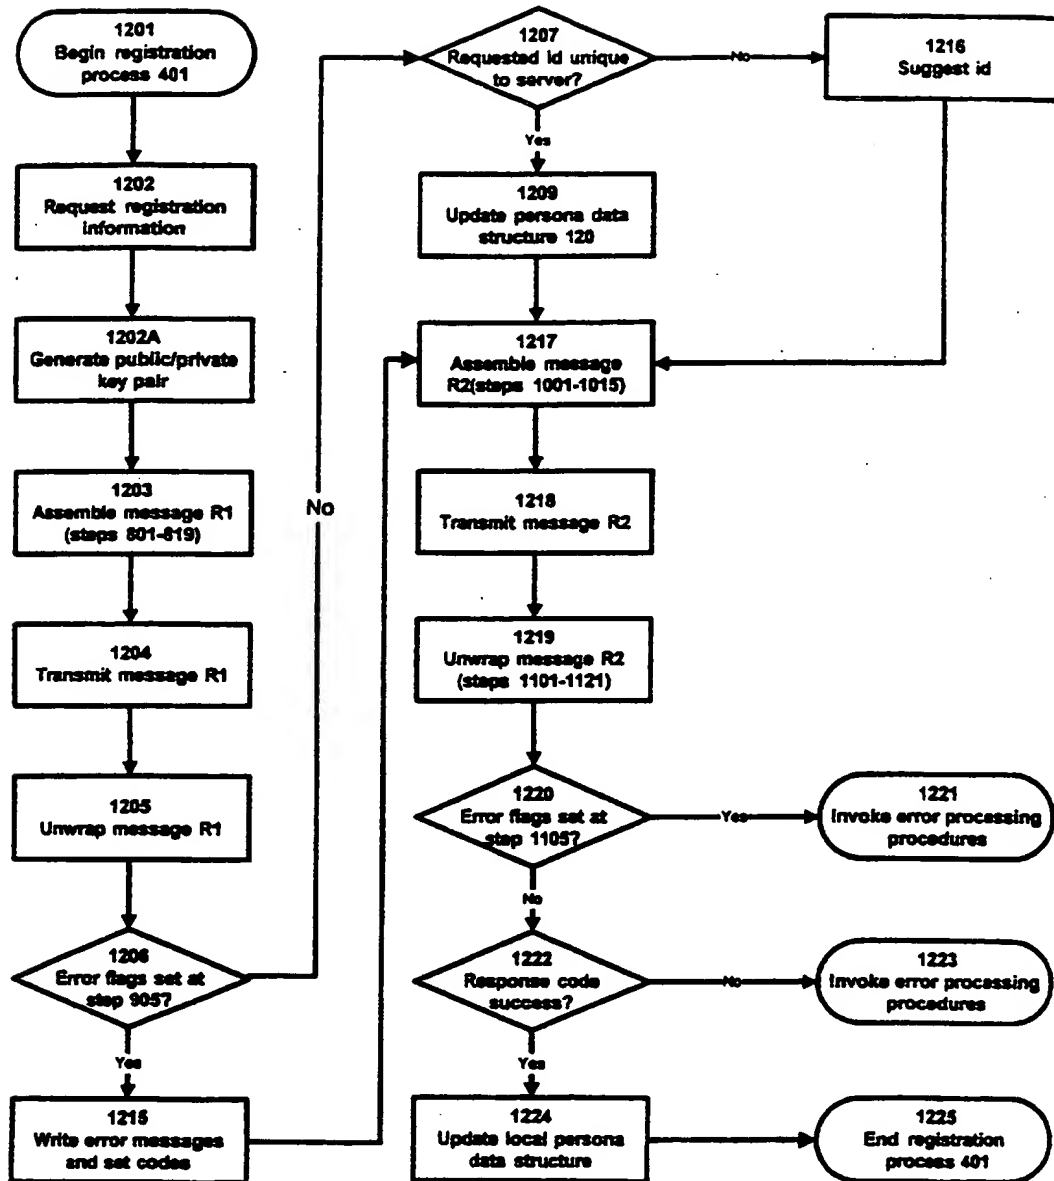 1201
Begin registration
process 401
1202
Request registration
information
1202A
Generate public/private
key pair
1203
Assemble message R1
(steps 801-819)
1204
Transmit message R1
1205
Unwrap message R1
1206
Error flags set at
step 905?
Yes
1215
Write error messages
and set codes
No
1207
Requested id unique
to server?
No
1216
Suggest id
Yes
1209
Update persona data
structure 120
1217
Assemble message
R2(steps 1001-1015)
1218
Transmit message R2
1219
Unwrap message R2
(steps 1101-1121)
1220
Error flags set at
step 1105?
Yes
1221
Invoke error processing
procedures
No
1222
Response code
success?
No
1223
Invoke error processing
procedures
Yes
1224
Update local persona
data structure
1225
End registration
process 401